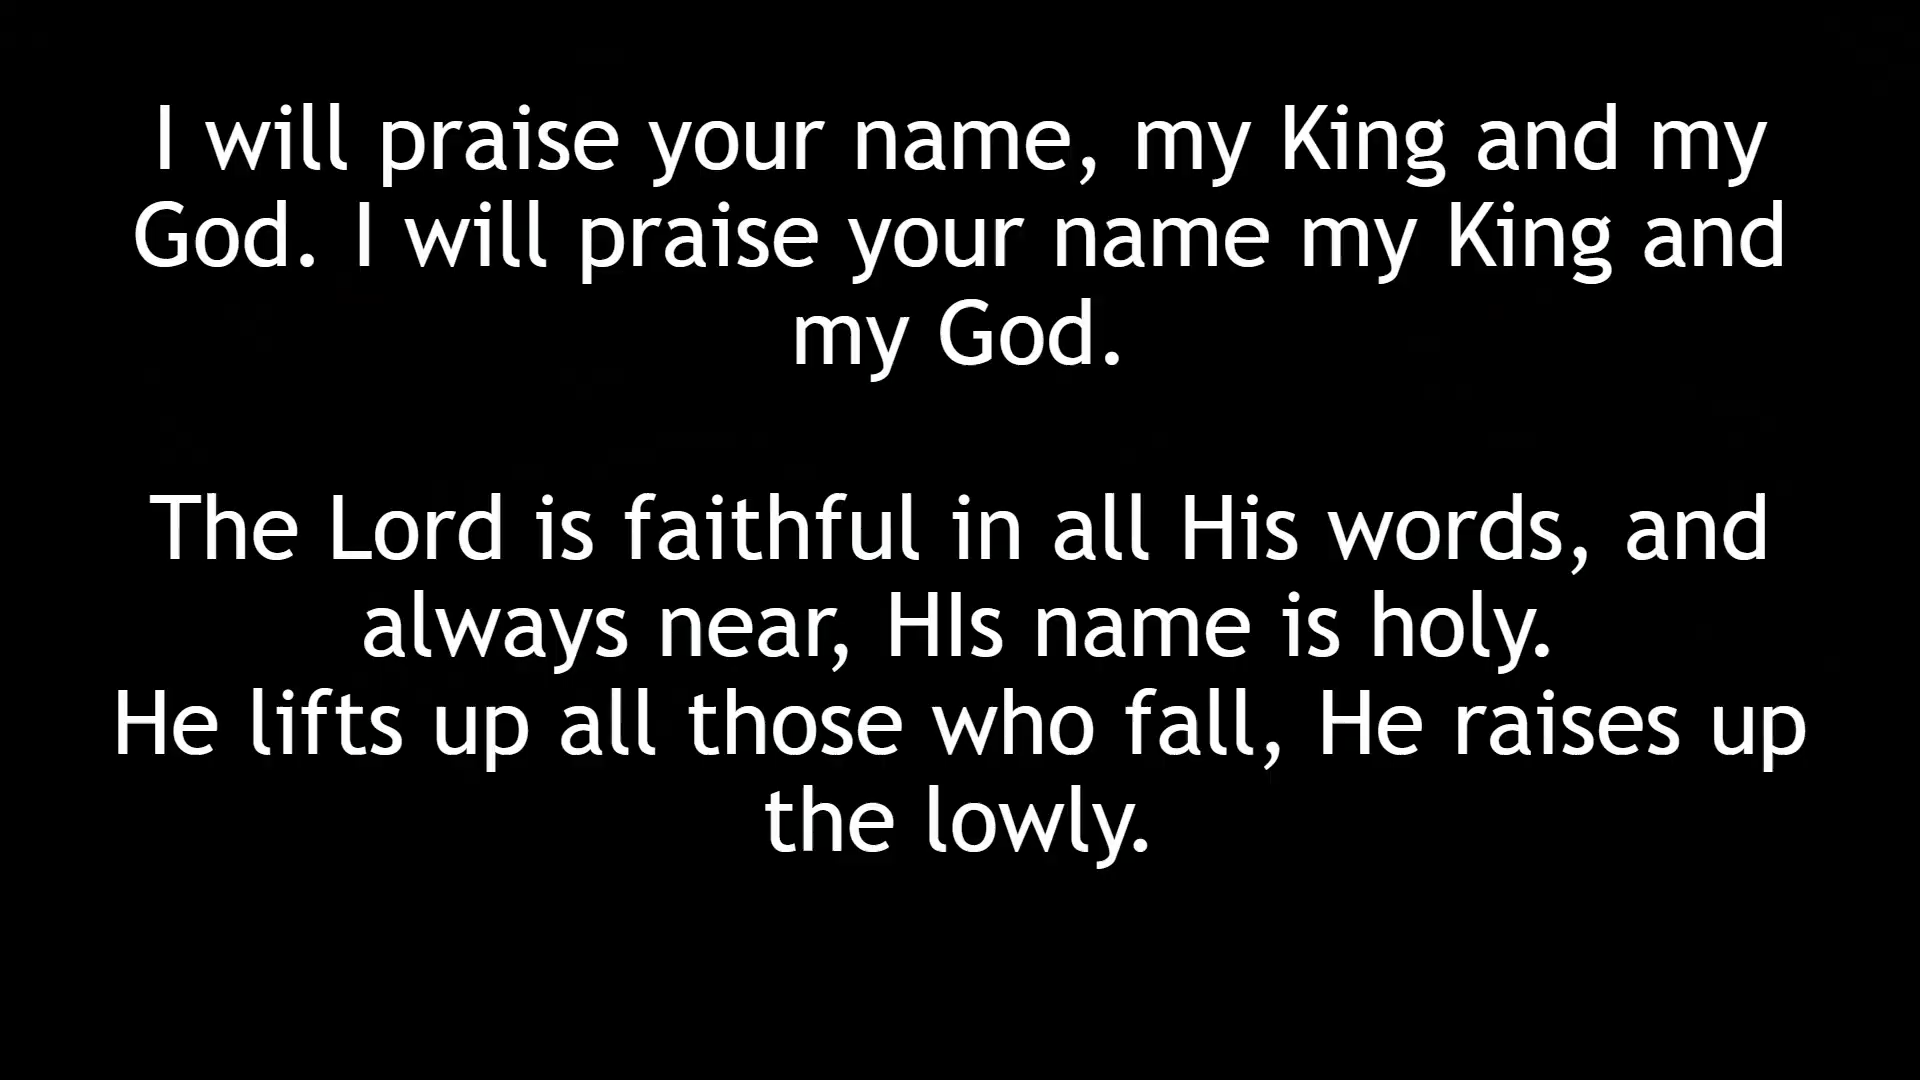 I will praise your name, my King and my
God. I will praise your name my King and
my God.
The Lord is faithful in all His words, and
always near, HIs name is holy.
He lifts up all those who fall, He raises up
the lowly.